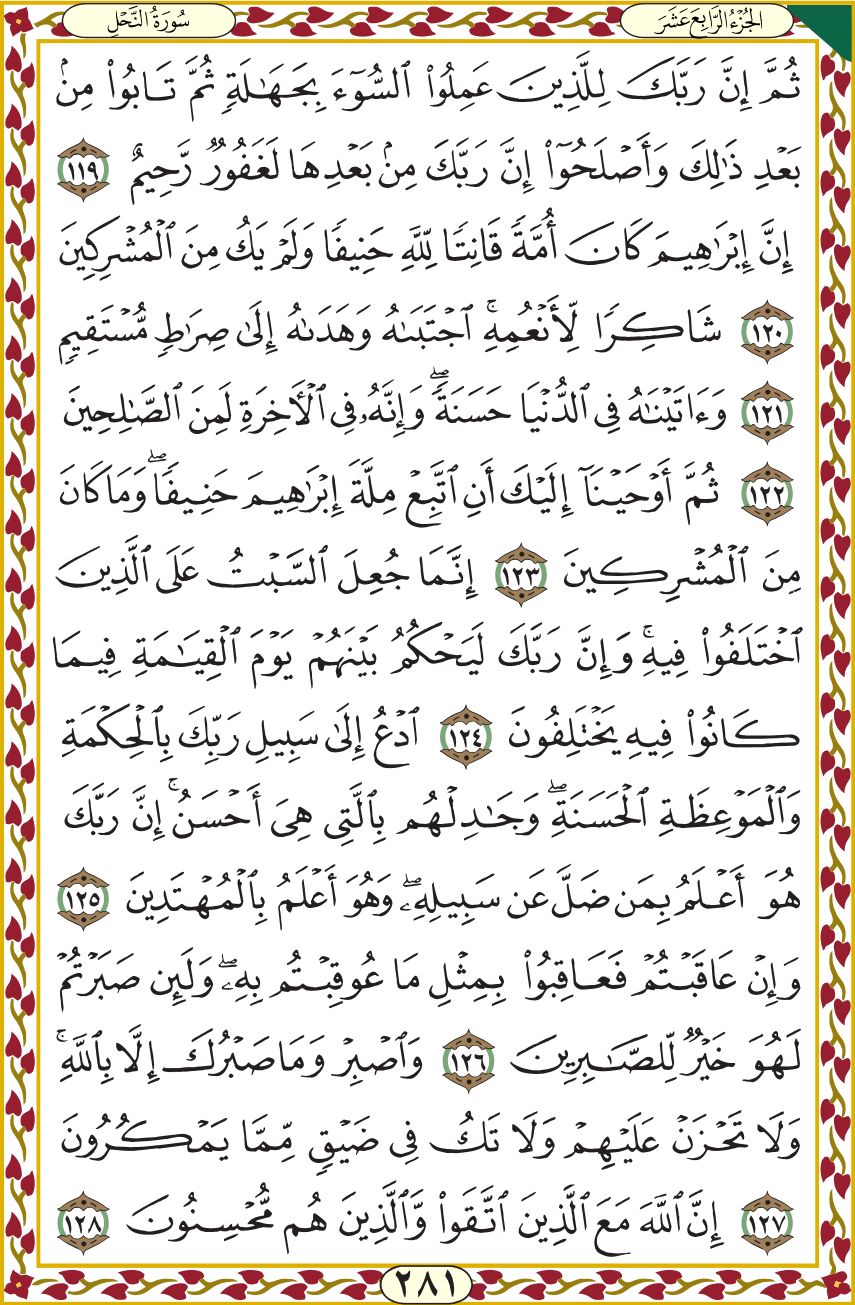 الجُزْءُ الرَّابِعَ عَشَرَ
سُورَةُ النَّحْلِ
ثُمَّ إِنَّ رَبَّكَ لِلَّذِينَ عَمِلُوا۟ ٱلسُّوٓءَ بِجَهَـٰلَةٍ ثُمَّ تَابُوا۟ مِنۢ
بَعْدِ ذَٰلِكَ وَأَصْلَحُوٓا۟ إِنَّ رَبَّكَ مِنۢ بَعْدِهَا لَغَفُورٌ رَّحِيمٌ ١١٩
إِنَّ إِبْرَٰهِيمَ كَانَ أُمَّةً قَانِتًا لِّلَّهِ حَنِيفًا وَلَمْ يَكُ مِنَ ٱلْمُشْرِكِينَ
١٢٠ شَاكِرًا لِّأَنْعُمِهِ ۚ ٱجْتَبَىٰهُ وَهَدَىٰهُ إِلَىٰ صِرَٰطٍ مُّسْتَقِيمٍ
١٢١ وَءَاتَيْنَـٰهُ فِى ٱلدُّنْيَا حَسَنَةً ۖ وَإِنَّهُۥ فِى ٱلْـَٔاخِرَةِ لَمِنَ ٱلصَّـٰلِحِينَ
١٢٢ ثُمَّ أَوْحَيْنَآ إِلَيْكَ أَنِ ٱتَّبِعْ مِلَّةَ إِبْرَٰهِيمَ حَنِيفًا ۖ وَمَا كَانَ
مِنَ ٱلْمُشْرِكِينَ ١٢٣ إِنَّمَا جُعِلَ ٱلسَّبْتُ عَلَى ٱلَّذِينَ
ٱخْتَلَفُوا۟ فِيهِ ۚ وَإِنَّ رَبَّكَ لَيَحْكُمُ بَيْنَهُمْ يَوْمَ ٱلْقِيَـٰمَةِ فِيمَا
كَانُوا۟ فِيهِ يَخْتَلِفُونَ ١٢٤ ٱدْعُ إِلَىٰ سَبِيلِ رَبِّكَ بِٱلْحِكْمَةِ
وَٱلْمَوْعِظَةِ ٱلْحَسَنَةِ ۖ وَجَـٰدِلْهُم بِٱلَّتِى هِىَ أَحْسَنُ ۚ إِنَّ رَبَّكَ
هُوَ أَعْلَمُ بِمَن ضَلَّ عَن سَبِيلِهِۦ ۖ وَهُوَ أَعْلَمُ بِٱلْمُهْتَدِينَ ١٢٥
وَإِنْ عَاقَبْتُمْ فَعَاقِبُوا۟ بِمِثْلِ مَا عُوقِبْتُم بِهِۦ ۖ وَلَئِن صَبَرْتُمْ
لَهُوَ خَيْرٌ لِّلصَّـٰبِرِينَ ١٢٦ وَٱصْبِرْ وَمَا صَبْرُكَ إِلَّا بِٱللَّهِ ۚ
وَلَا تَحْزَنْ عَلَيْهِمْ وَلَا تَكُ فِى ضَيْقٍ مِّمَّا يَمْكُرُونَ
١٢٧ إِنَّ ٱللَّهَ مَعَ ٱلَّذِينَ ٱتَّقَوا۟ وَّٱلَّذِينَ هُم مُّحْسِنُونَ ١٢٨
٢٨١